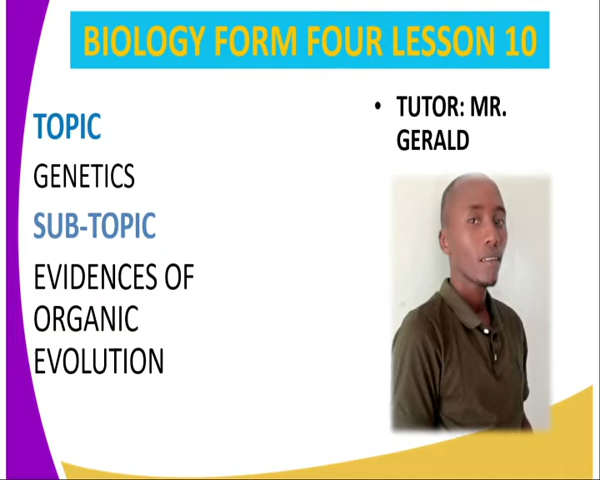 BIOLOGY FORM FOUR LESSON 10
TOPIC
GENETICS
SUB-TOPIC
EVIDENCES OF
ORGANIC
EVOLUTION
• TUTOR: MR.
GERALD